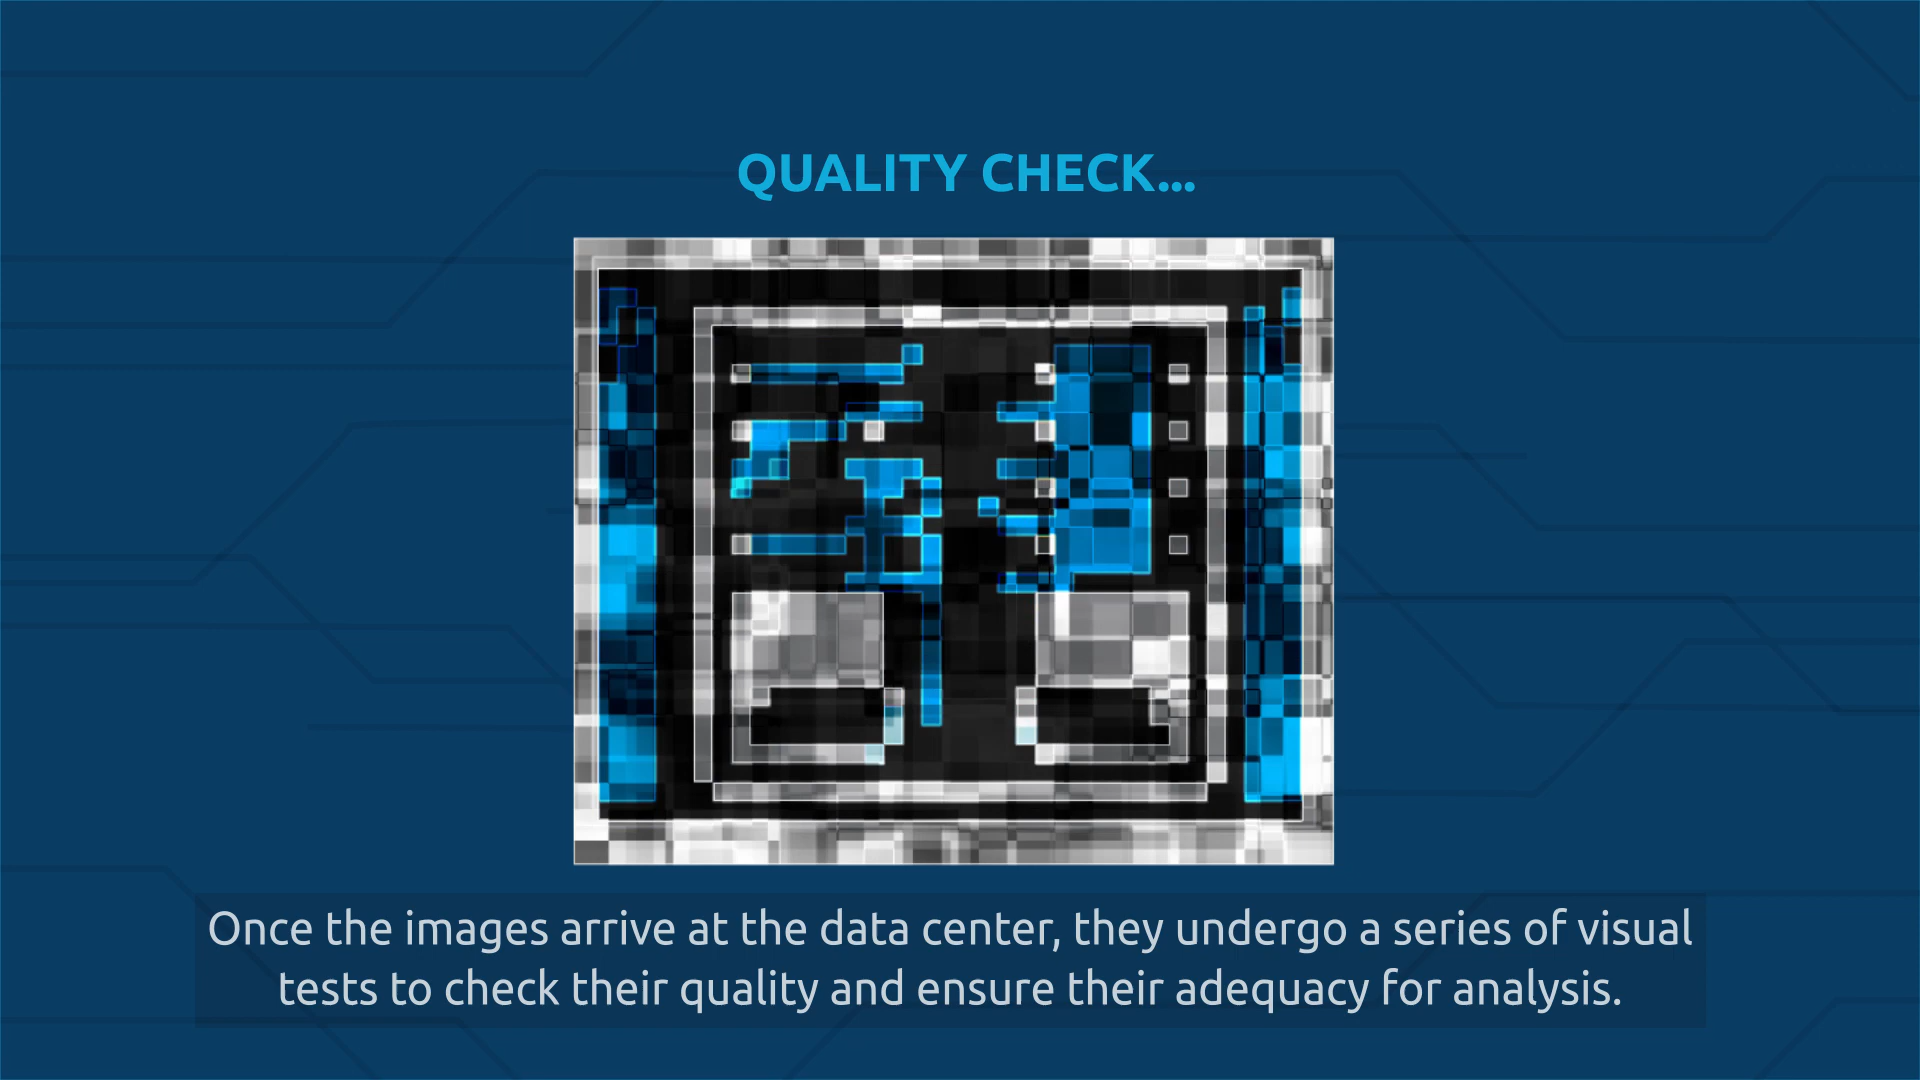 QUALITY CHECK...
Once the images arrive at the data center, they undergo a series of visual
tests to check their quality and ensure their adequacy for analysis.